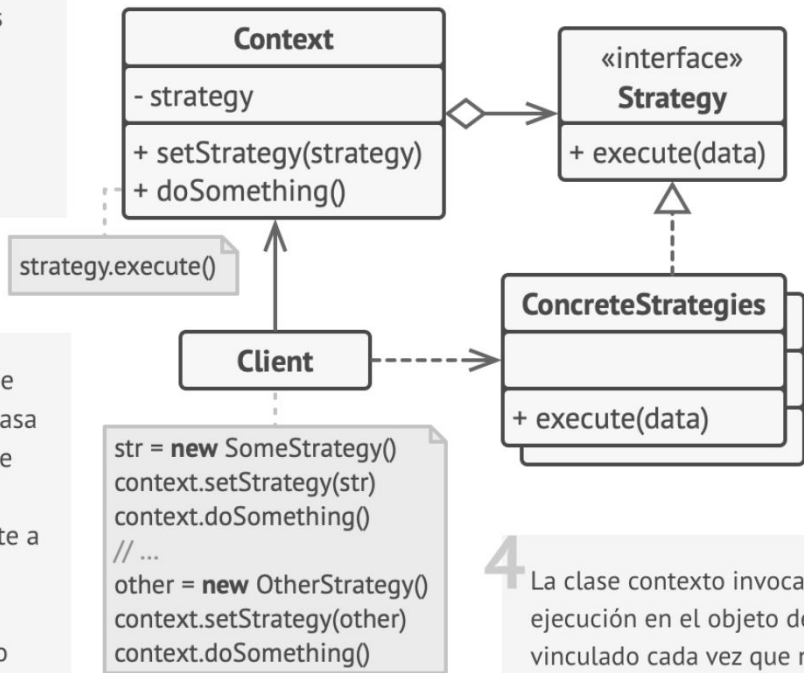 Context
- strategy
+ setStrategy(strategy)
+ doSomething()
«interface»
Strategy
+ execute(data)
strategy.execute()
ConcreteStrategies
+ execute(data)
Client
str = new SomeStrategy()
context.setStrategy(str)
context.doSomething()
// ...
other = new OtherStrategy()
context.setStrategy(other)
context.doSomething()
te a
4
La clase contexto invoca
ejecución en el objeto de
vinculado cada vez que